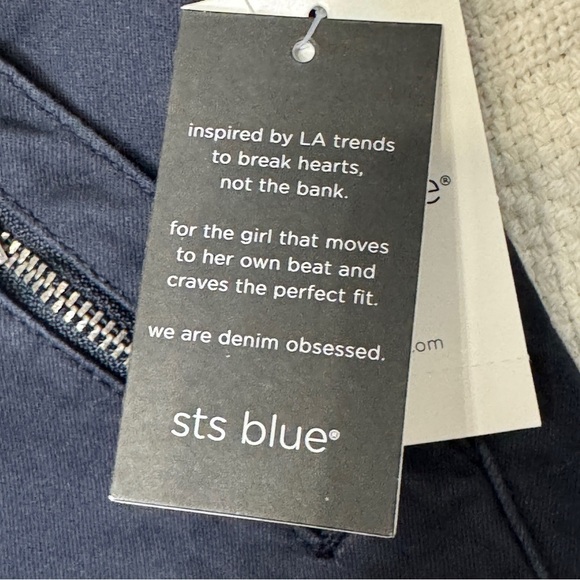 inspired by LA trends
to break hearts,
not the bank.
for the girl that moves
to her own beat and
craves the perfect fit.
we are denim obsessed.
sts blue®
e®
.om